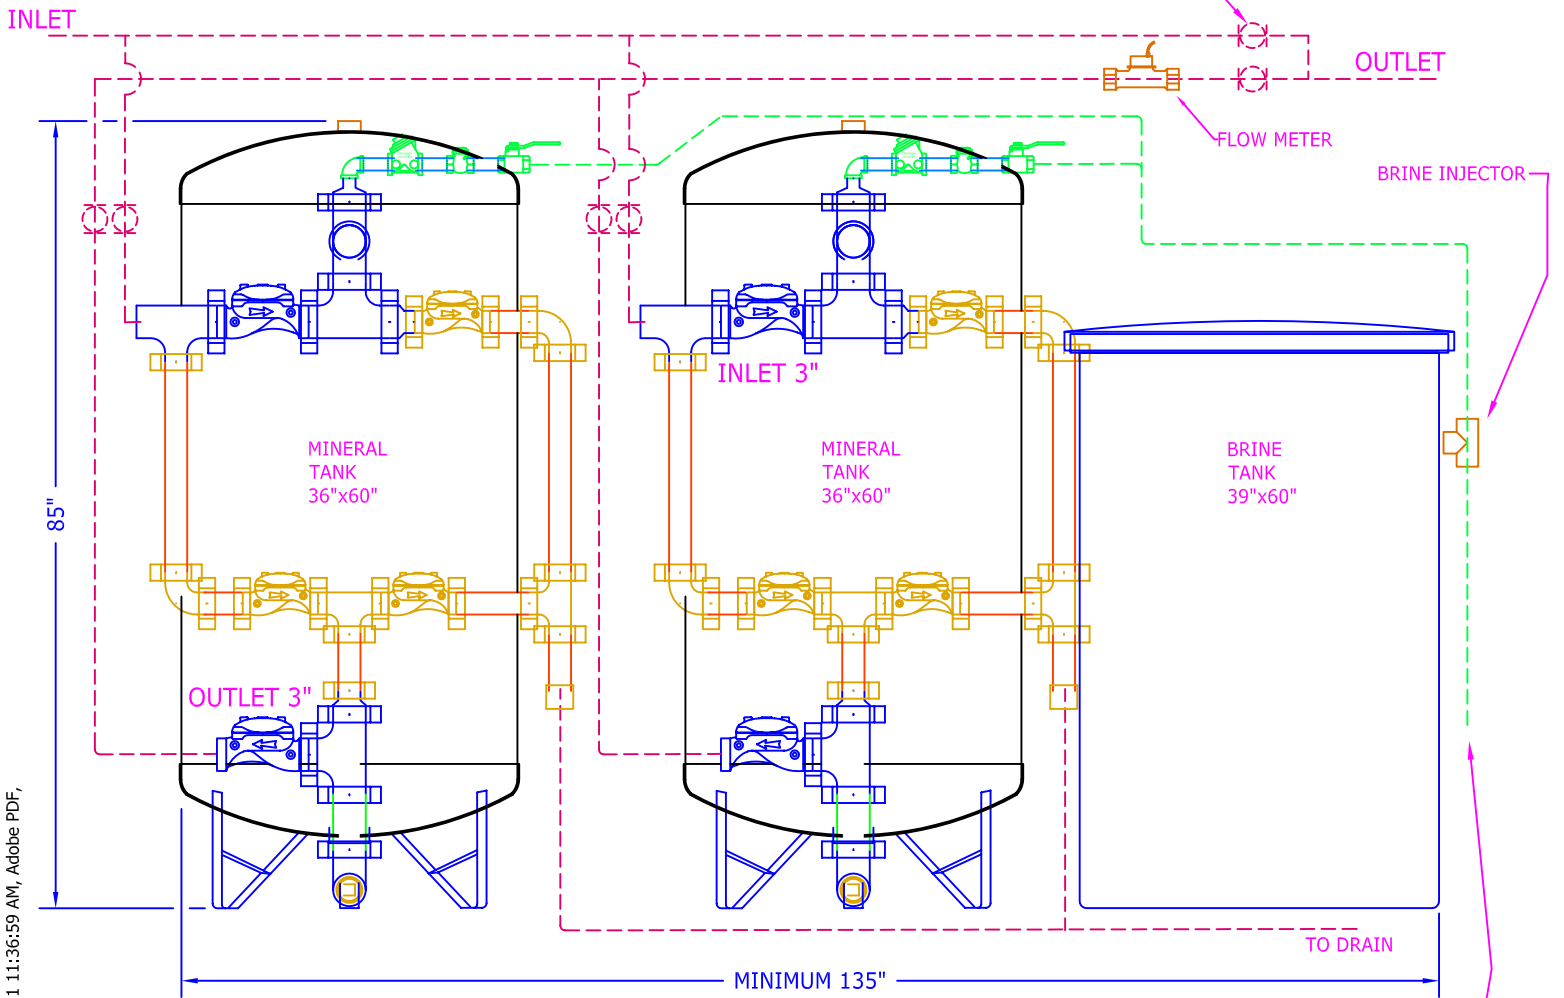 INLET
OUTLET
FLOW METER
BRINE INJECTOR
INLET 3"
MINERAL
TANK
36"x60"
MINERAL
TANK
36"x60"
BRINE
TANK
39"x60"
85"
OUTLET 3"
TO DRAIN
MINIMUM 135"
1 11:36:59 AM, Adobe PDF,